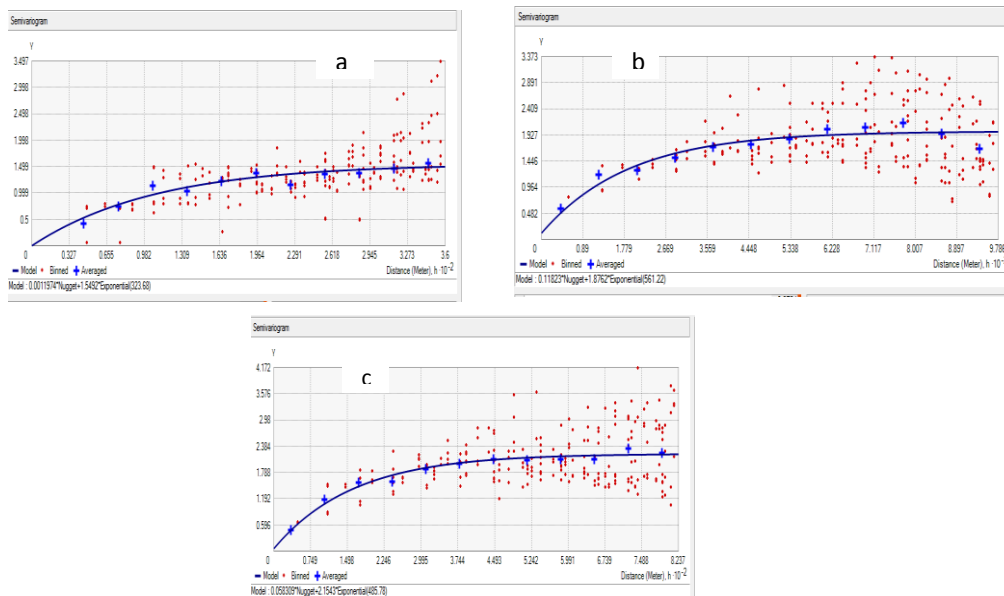 Semivariogram
γ
a
3.497
2.998
2.498
1.998
1.499
0.999
0.5
0 0.327 0.655 0.982 1.309 1.636 1.964 2.291 2.618 2.945 3.273 3.6
Model Binned Averaged Distance (Meter), h ·10⁻²
Model : 0.0011974*Nugget+1.5492*Exponential(323.68)
Semivariogram
γ
b
3.373
2.891
2.409
1.927
1.445
0.964
0.482
0 0.89 1.779 2.669 3.559 4.448 5.338 6.228 7.117 8.007 8.897 9.786
Model Binned Averaged Distance (Meter), h ·10⁻²
Model : 0.11823*Nugget+1.8762*Exponential(561.22)
Semivariogram
γ
c
4.172
3.576
2.98
2.384
1.788
1.192
0.596
0 0.749 1.498 2.246 2.995 3.744 4.493 5.242 5.991 6.739 7.488 8.237
Model Binned Averaged Distance (Meter), h ·10⁻²
Model : 0.058309*Nugget+2.1543*Exponential(485.78)